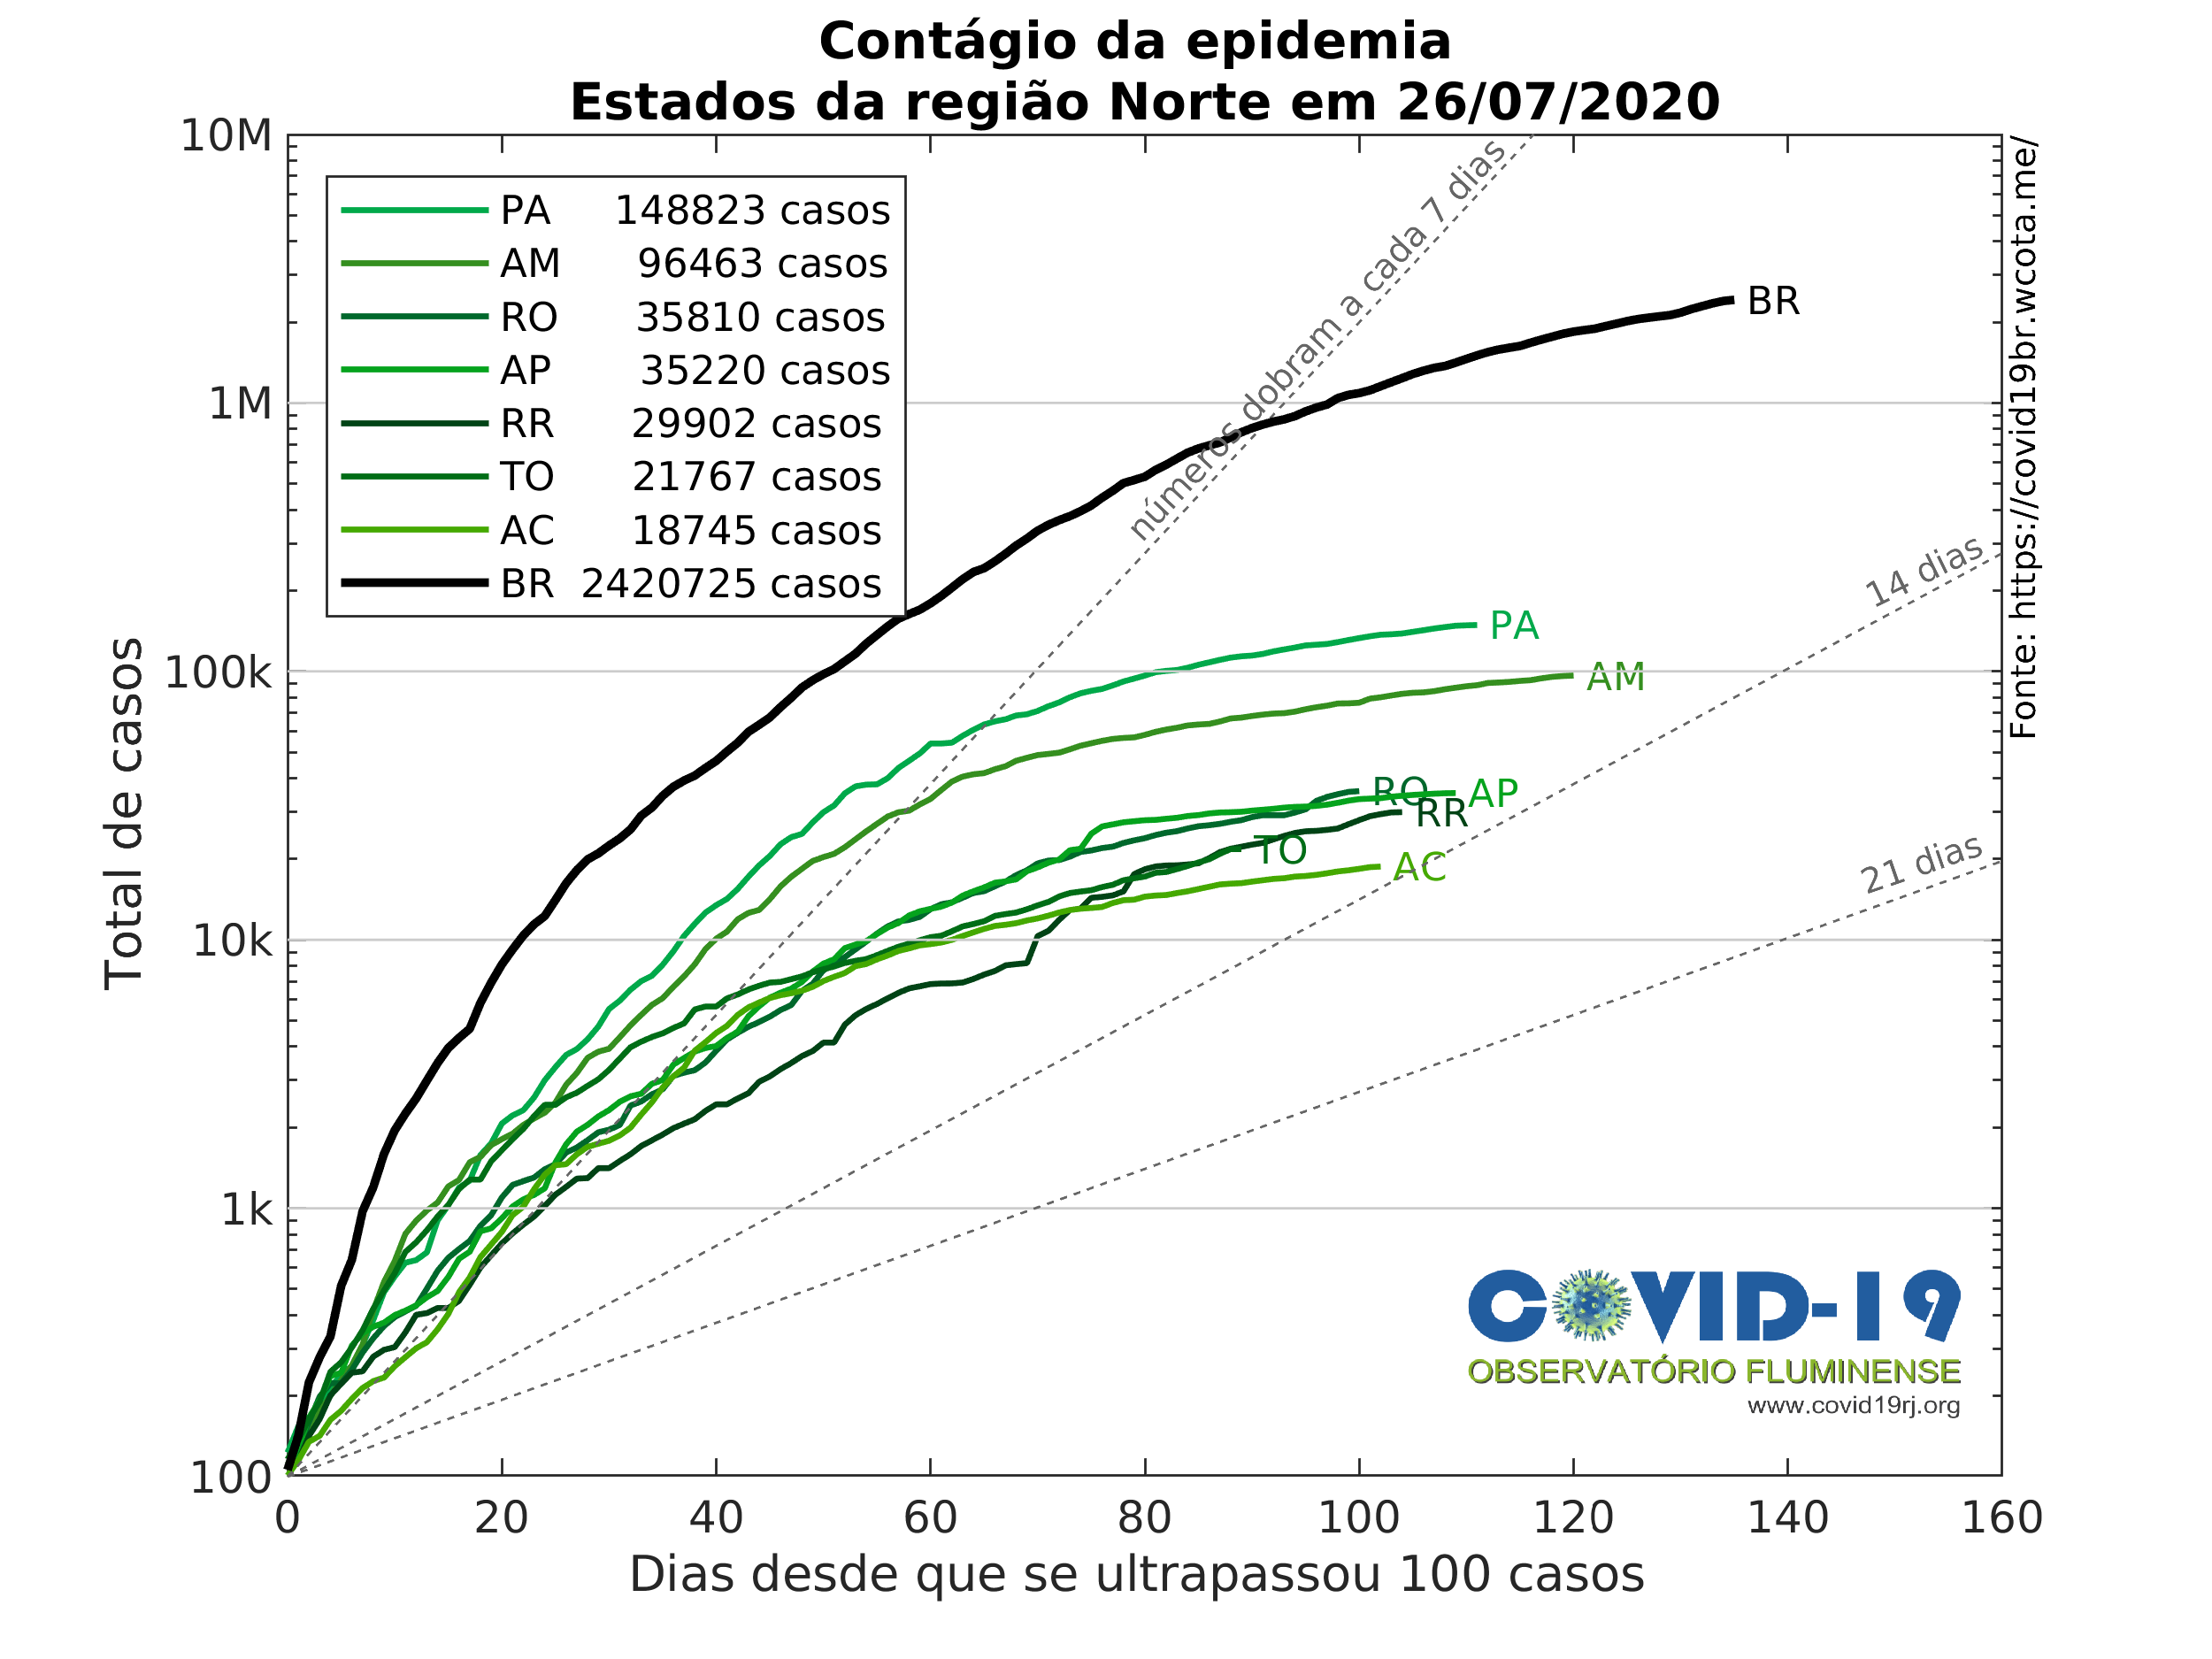 Contágio da epidemia
Estados da região Norte em 26/07/2020
10M
1M
100k
10k
1k
100
Total de casos
PA 148823 casos
AM 96463 casos
RO 35810 casos
AP 35220 casos
RR 29902 casos
TO 21767 casos
AC 18745 casos
BR 2420725 casos
números dobram a cada 7 dias
14 dias
21 dias
BR
PA
AM
RO
AP
RR
TO
AC
Fonte: https://covid19br.wcota.me/
COVID-19
OBSERVATÓRIO FLUMINENSE
www.covid19rj.org
0 20 40 60 80 100 120 140 160
Dias desde que se ultrapassou 100 casos